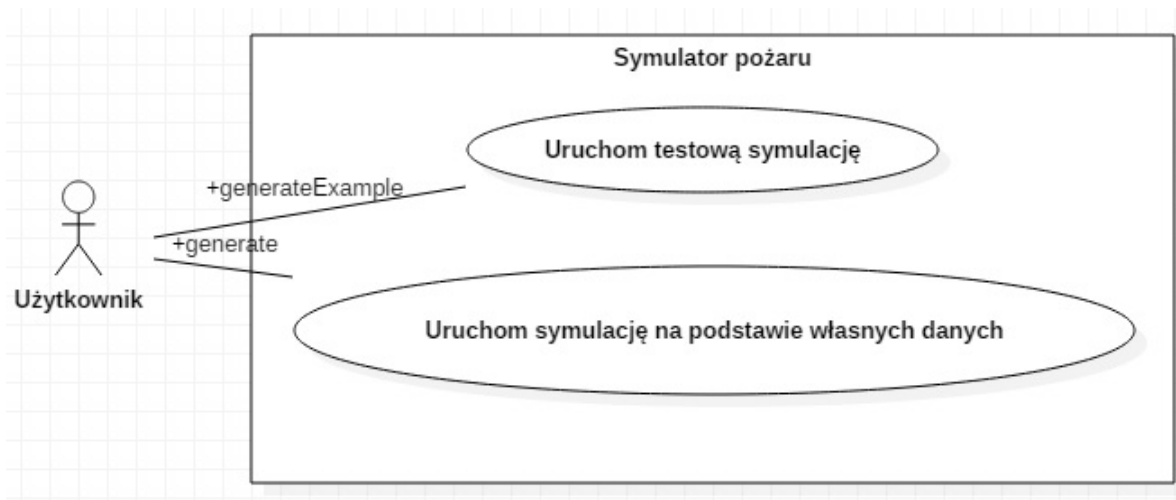 Symulator pożaru
Uruchom testową symulację
+generateExample
+generate
Użytkownik
Uruchom symulację na podstawie własnych danych